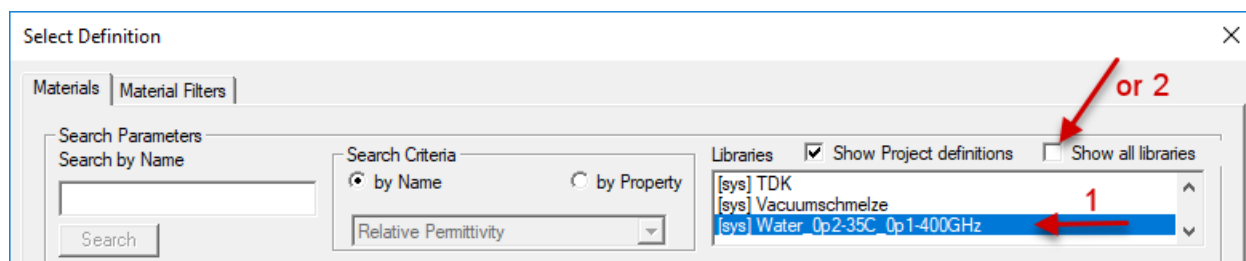 Select Definition
Materials Material Filters
or 2
Search Parameters
Search by Name
Search Criteria
by Name by Property
Relative Permittivity
Search
Libraries Show Project definitions Show all libraries
[sys] TDK
[sys] Vacuumschmelze
[sys] Water_0p2-35C_0p1-400GHz
1